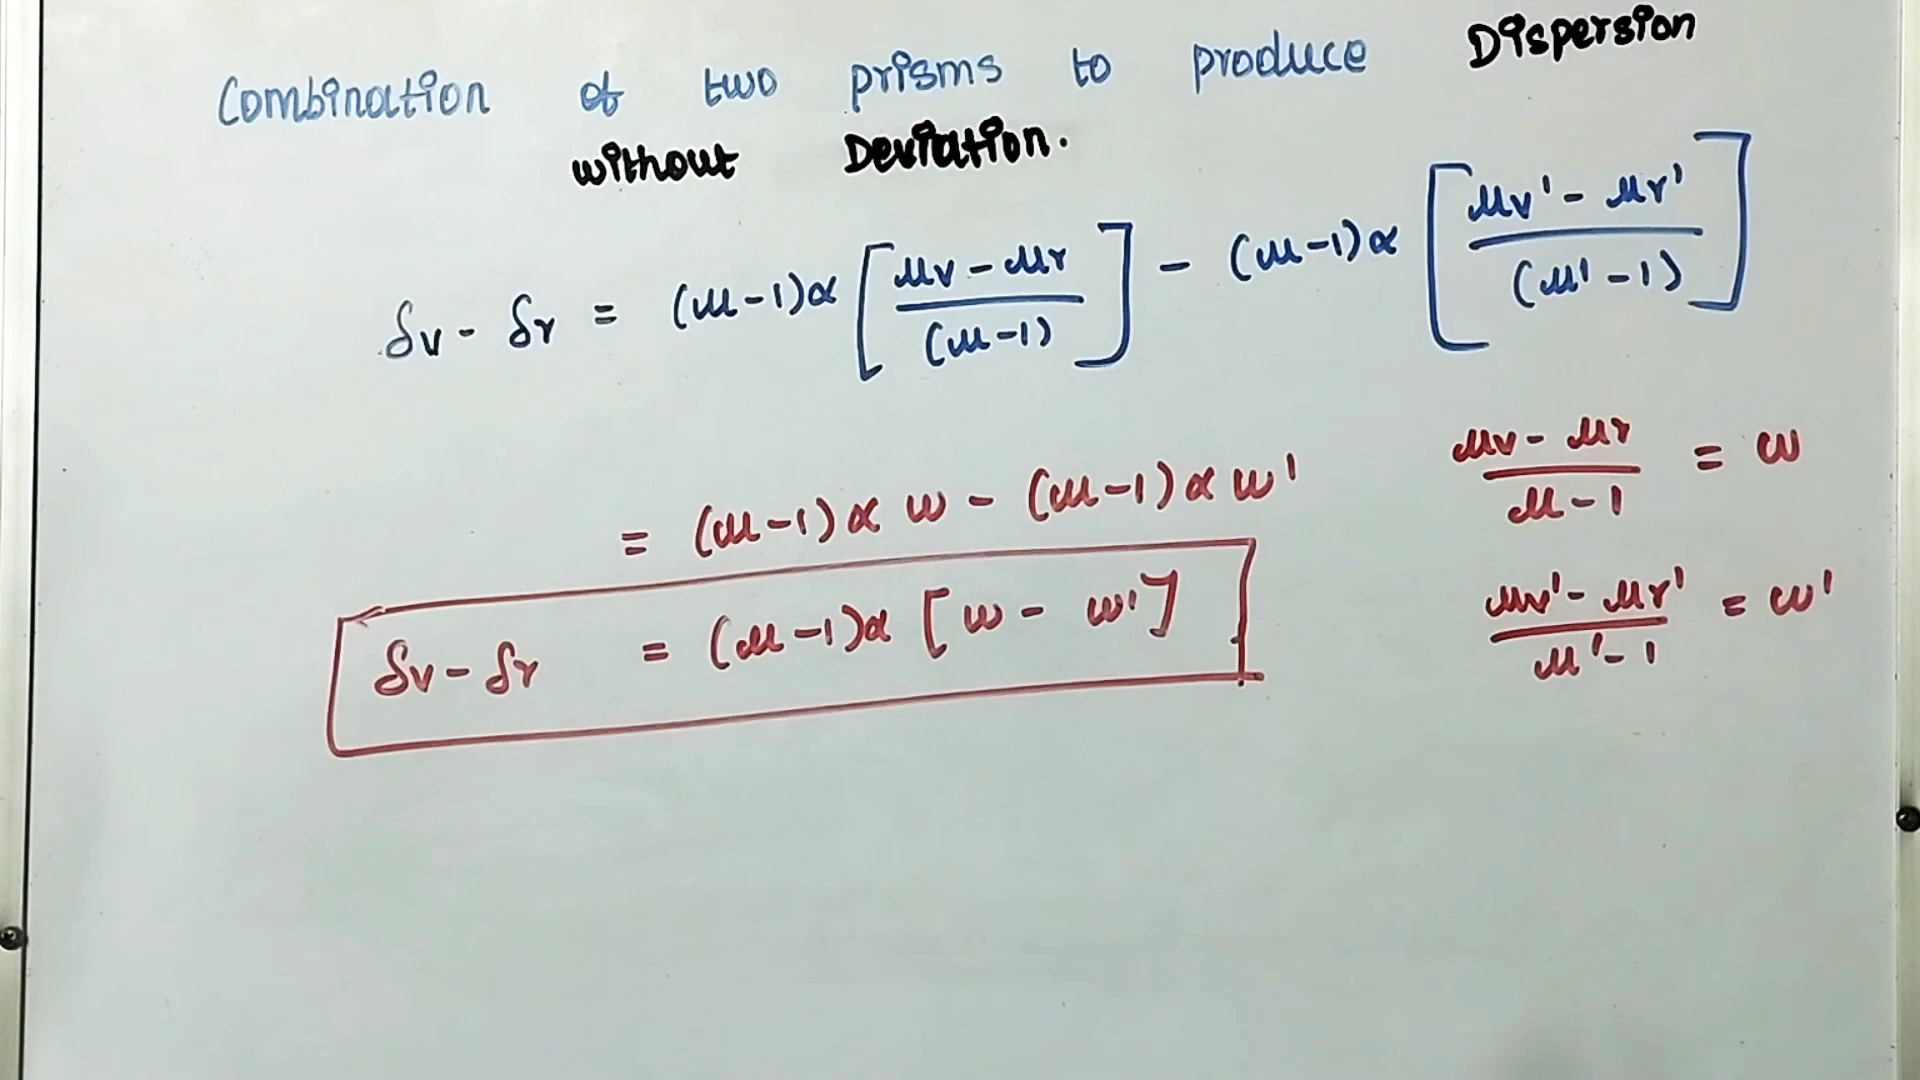 Combination of two prisms to produce Dispersion
without Deviation.
δv - δr = (μ-1)α [ (μv - μr) / (μ-1) ] - (μ-1)α [ (μv' - μr') / (μ'-1) ]
= (μ-1)α ω - (μ-1)α ω'
(μv - μr) / (μ-1) = ω
δv - δr = (μ-1)α [ω - ω']
(μv' - μr') / (μ'-1) = ω'